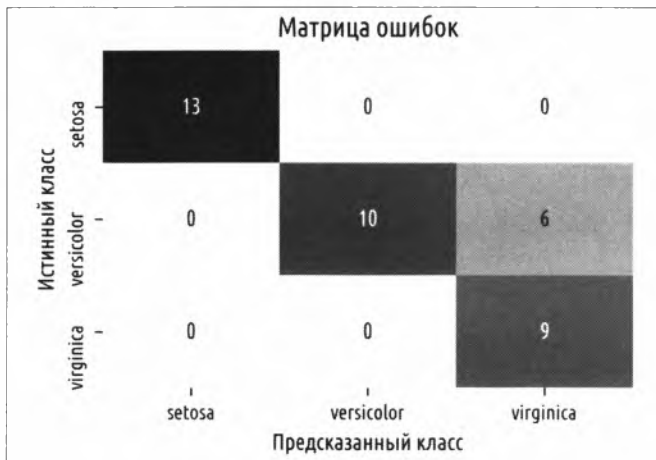 Матрица ошибок
setosa
13
0
0
Истинный класс
versicolor
0
10
6
virginica
0
0
9
setosa
versicolor
virginica
Предсказанный класс